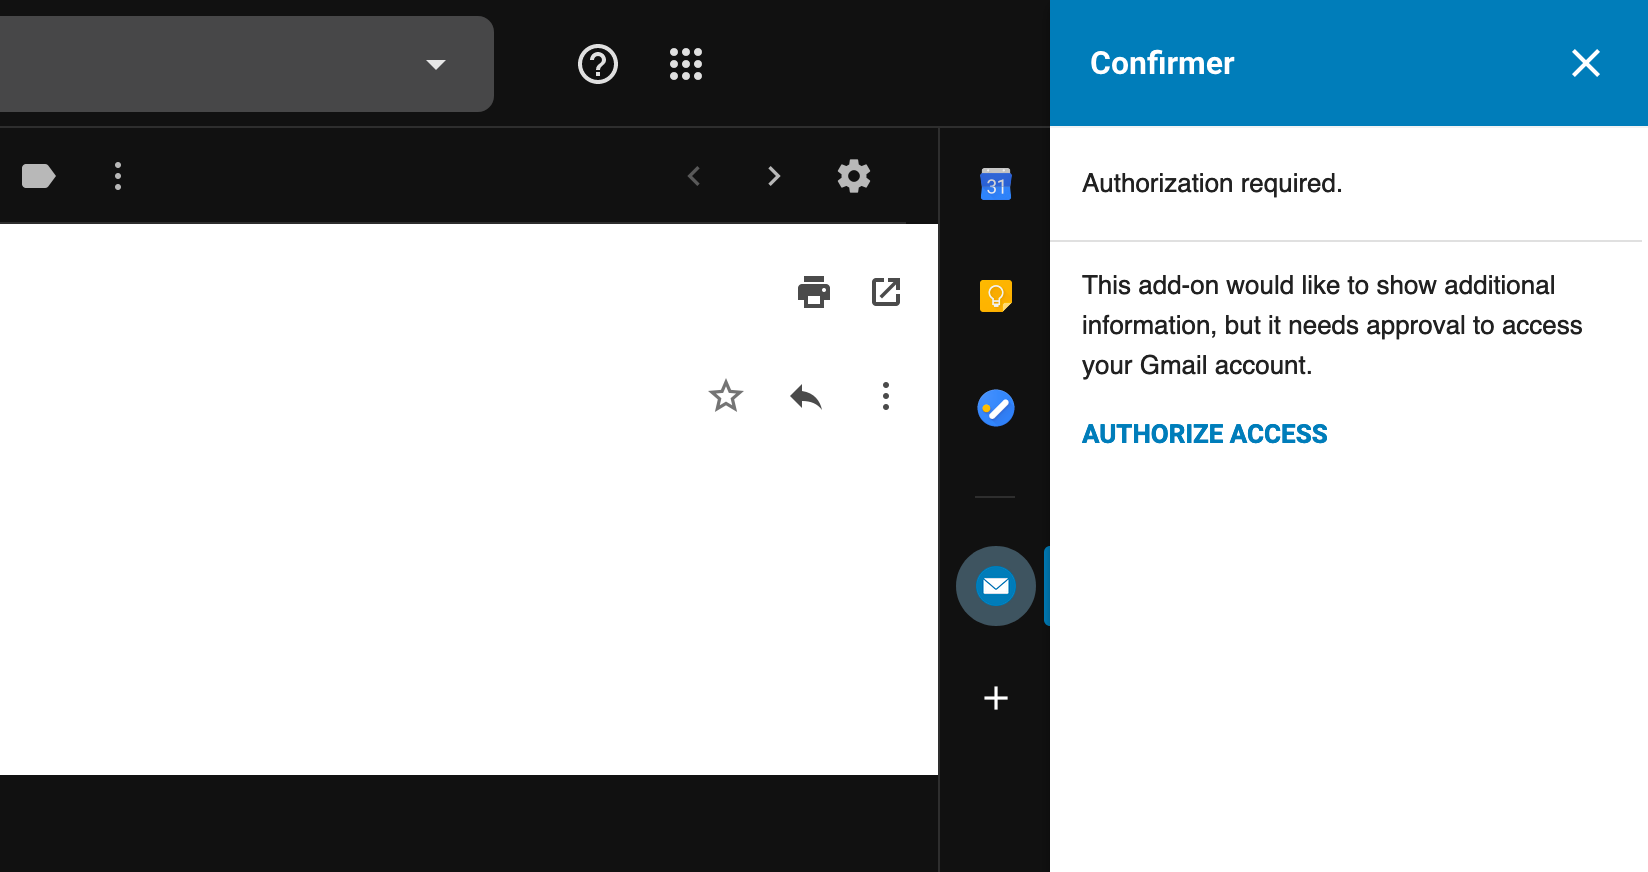 Confirmer
31
Authorization required.
This add-on would like to show additional
information, but it needs approval to access
your Gmail account.
AUTHORIZE ACCESS